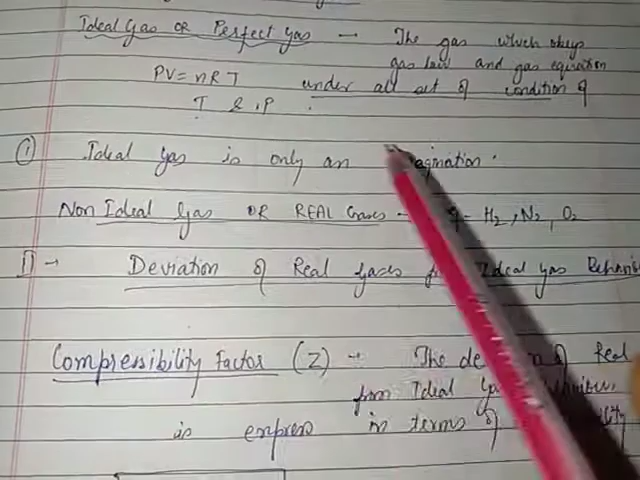 Ideal Gas OR Perfect Gas - The gas which obeys
gas law and gas equation
PV = nRT under all set of condition of
T & P .
① Ideal gas is only an
Non Ideal Gas OR REAL Gases - H2, N2, O2
I) → Deviation of Real gases Ideal Gas Behaviou
Compressibility Factor (Z) - The of Real
from Ideal
is express in terms of